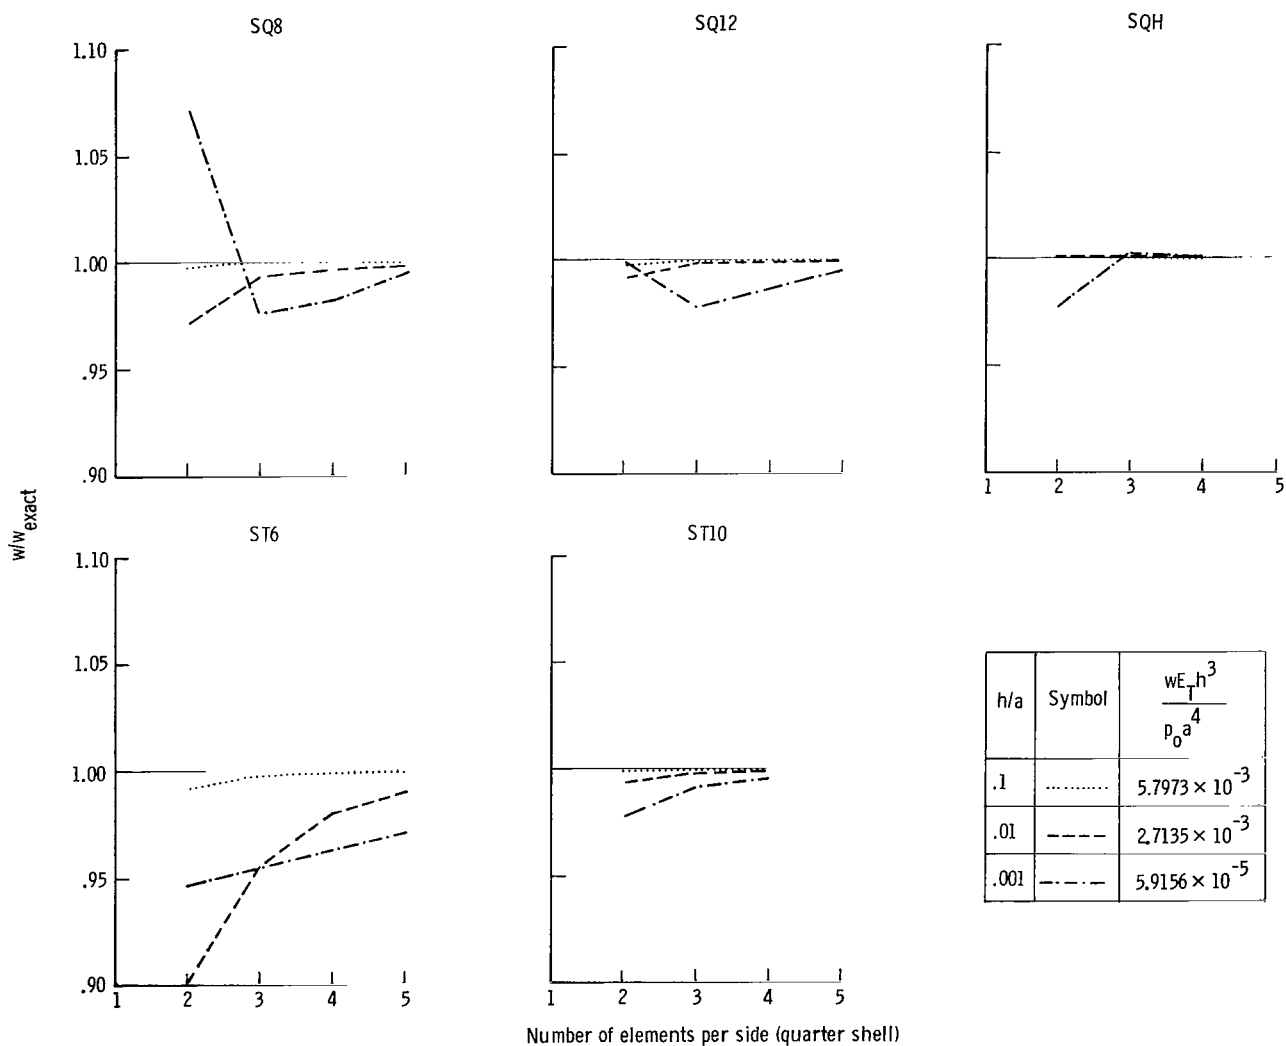 SQ8
SQ12
SQH
1.10
1.05
1.00
.95
.90
1 2 3 4 5
w/w_exact
ST6
ST10
1.10
1.05
1.00
.95
.90
1 2 3 4 5
1 2 3 4 5
Number of elements per side (quarter shell)
h/a Symbol wE_Th^3 / p_oa^4
.1 5.7973 × 10^-3
.01 2.7135 × 10^-3
.001 5.9156 × 10^-5